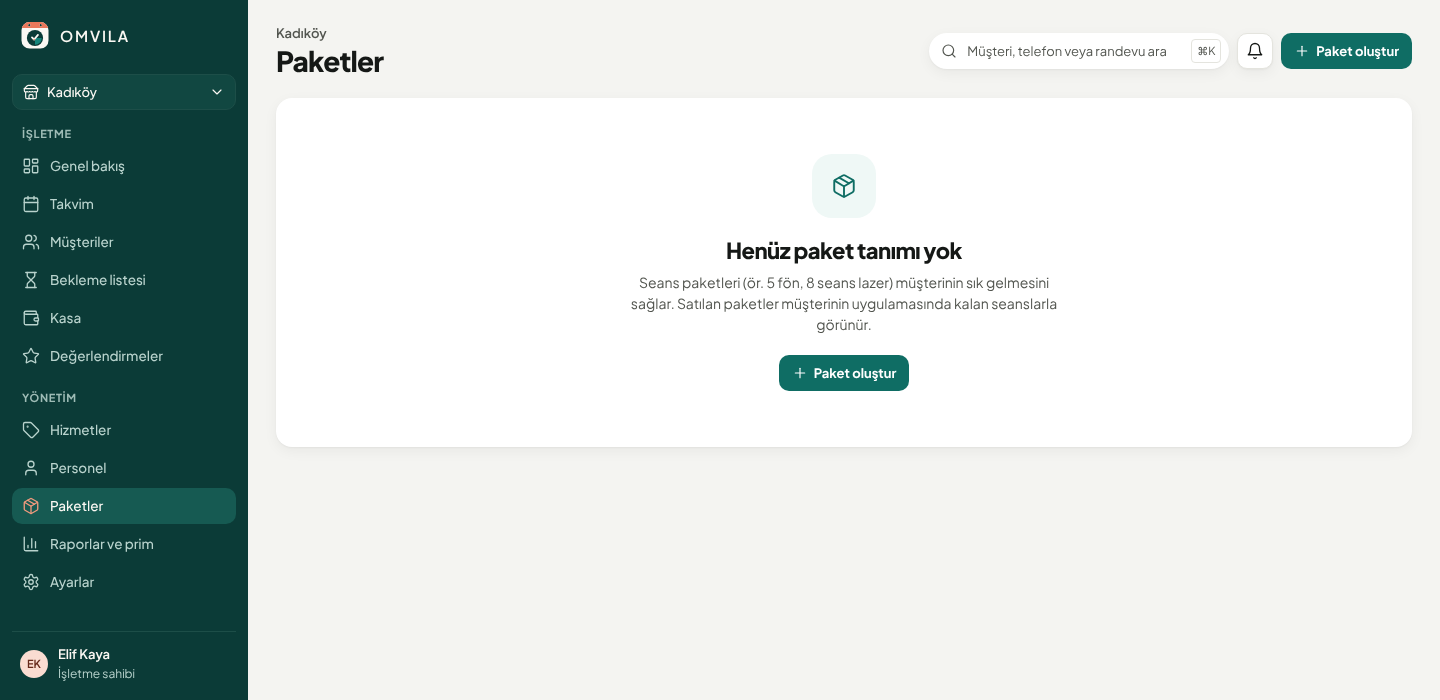 OMVILA
Kadıköy
İŞLETME
Genel bakış
Takvim
Müşteriler
Bekleme listesi
Kasa
Değerlendirmeler
YÖNETİM
Hizmetler
Personel
Paketler
Raporlar ve prim
Ayarlar
EK
Elif Kaya
İşletme sahibi
Kadıköy
Paketler
Müşteri, telefon veya randevu ara
⌘K
Paket oluştur
Henüz paket tanımı yok
Seans paketleri (ör. 5 fön, 8 seans lazer) müşterinin sık gelmesini
sağlar. Satılan paketler müşterinin uygulamasında kalan seanslarla
görünür.
Paket oluştur